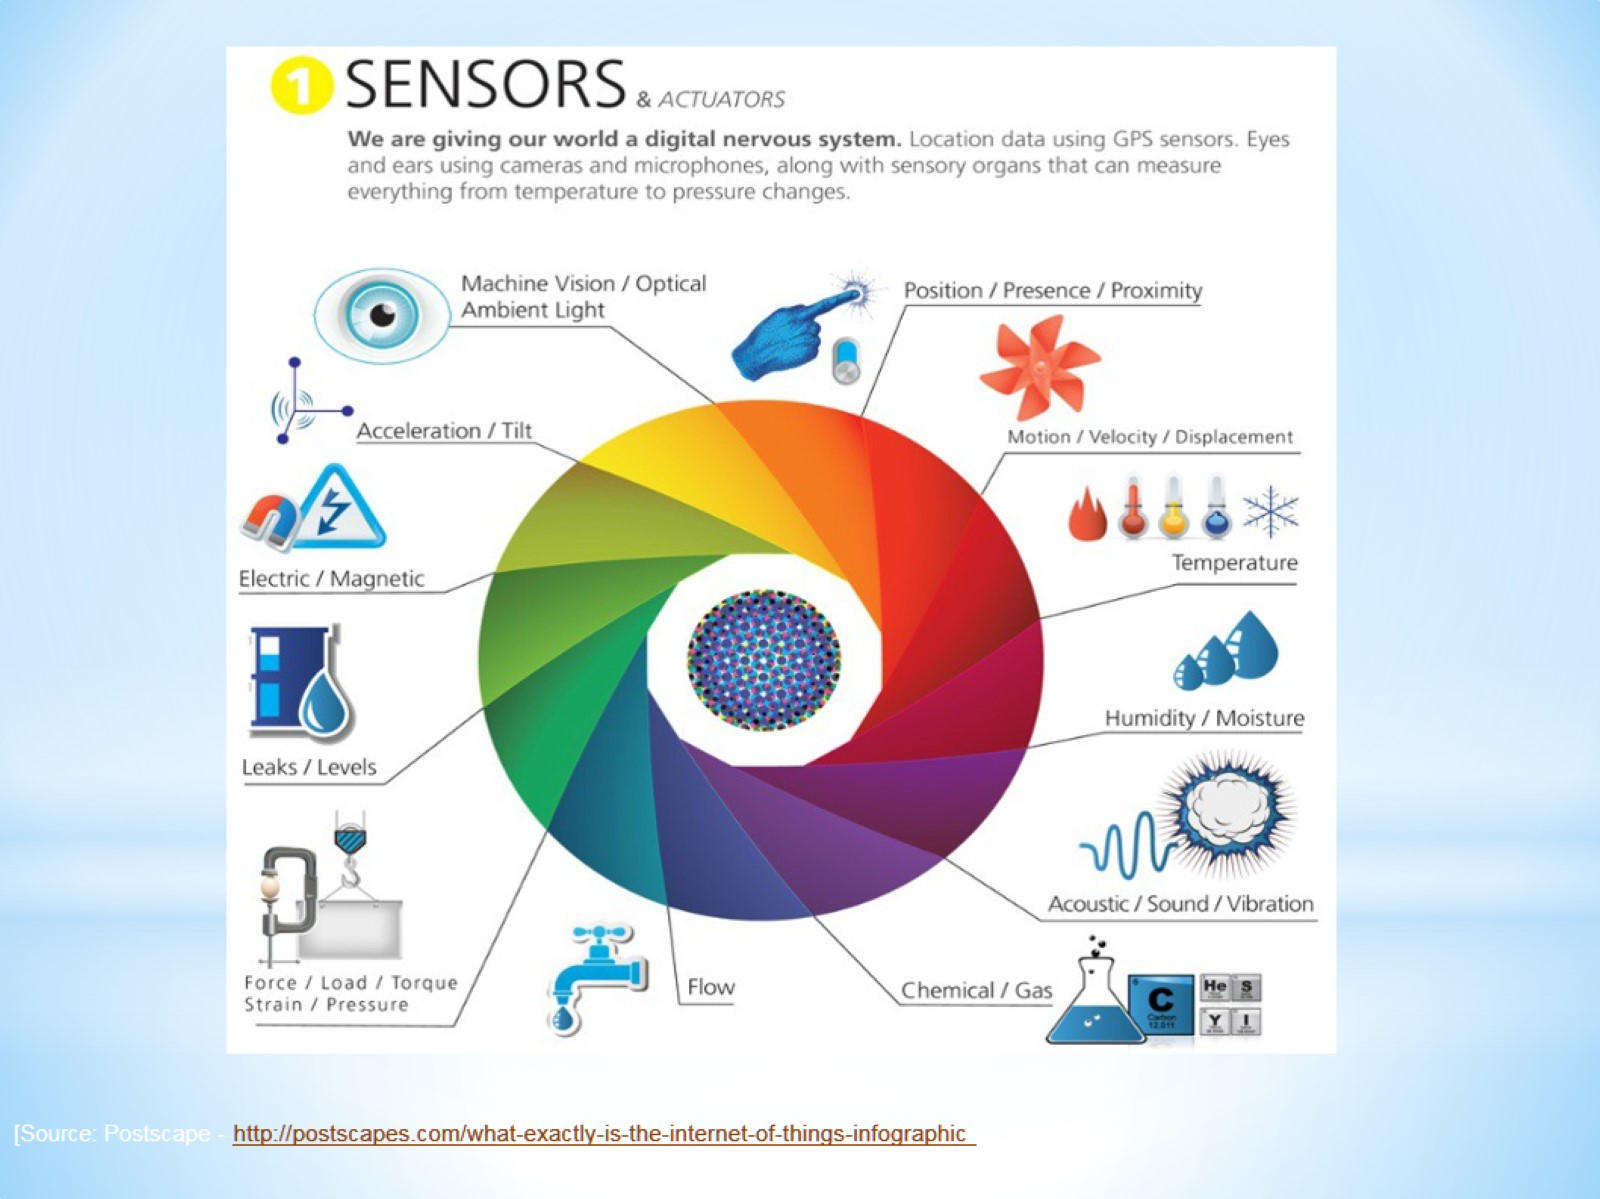 1 SENSORS & ACTUATORS
We are giving our world a digital nervous system. Location data using GPS sensors. Eyes
and ears using cameras and microphones, along with sensory organs that can measure
everything from temperature to pressure changes.
Machine Vision / Optical
Ambient Light
Position / Presence / Proximity
Acceleration / Tilt
Motion / Velocity / Displacement
Electric / Magnetic
Temperature
Humidity / Moisture
Leaks / Levels
Acoustic / Sound / Vibration
Force / Load / Torque
Strain / Pressure
Flow
Chemical / Gas
6
C
Carbon
12.011
He S
Y I
[Source: Postscape - http://postscapes.com/what-exactly-is-the-internet-of-things-infographic